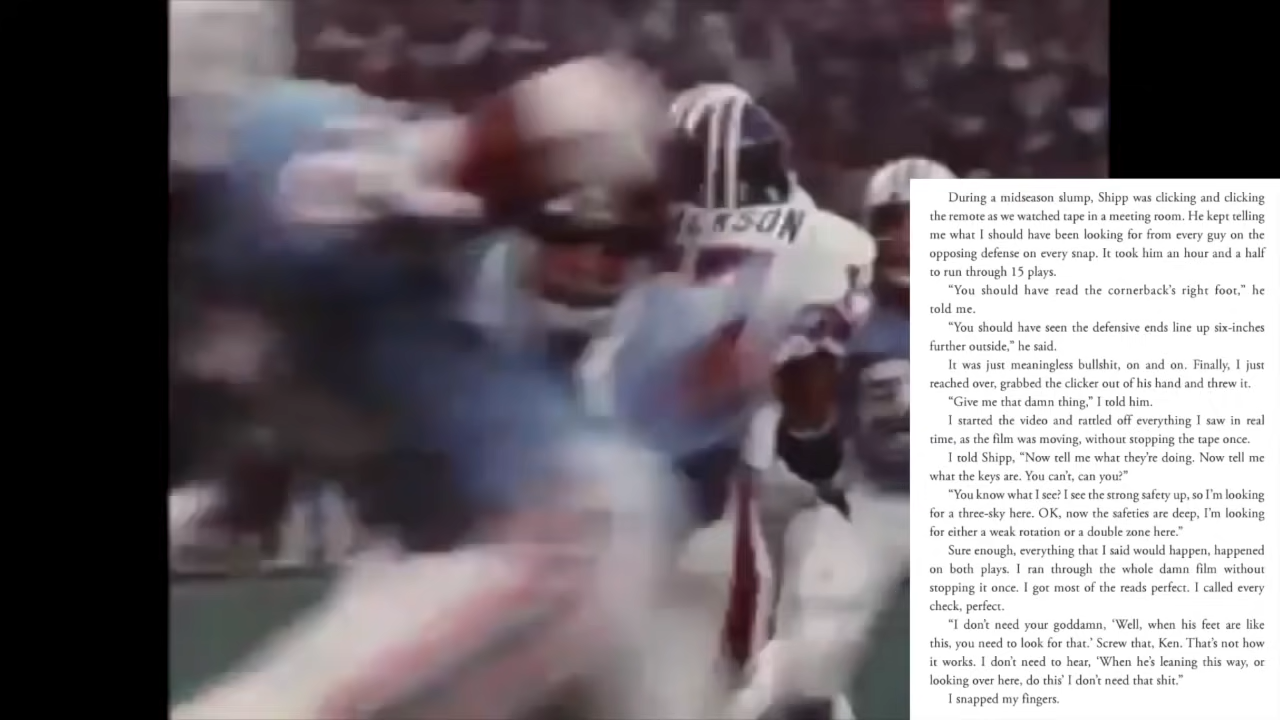 JACKSON
During a midseason slump, Shipp was clicking and clicking
the remote as we watched tape in a meeting room. He kept telling
me what I should have been looking for from every guy on the
opposing defense on every snap. It took him an hour and a half
to run through 15 plays.
“You should have read the cornerback’s right foot,” he
told me.
“You should have seen the defensive ends line up six-inches
further outside,” he said.
It was just meaningless bullshit, on and on. Finally, I just
reached over, grabbed the clicker out of his hand and threw it.
“Give me that damn thing,” I told him.
I started the video and rattled off everything I saw in real
time, as the film was moving, without stopping the tape once.
I told Shipp, “Now tell me what they’re doing. Now tell me
what the keys are. You can’t, can you?”
“You know what I see? I see the strong safety up, so I’m looking
for a three-sky here. OK, now the safeties are deep, I’m looking
for either a weak rotation or a double zone here.”
Sure enough, everything that I said would happen, happened
on both plays. I ran through the whole damn film without
stopping it once. I got most of the reads perfect. I called every
check, perfect.
“I don’t need your goddamn, ‘Well, when his feet are like
this, you need to look for that.’ Screw that, Ken. That’s not how
it works. I don’t need to hear, ‘When he’s leaning this way, or
looking over here, do this’ I don’t need that shit.”
I snapped my fingers.